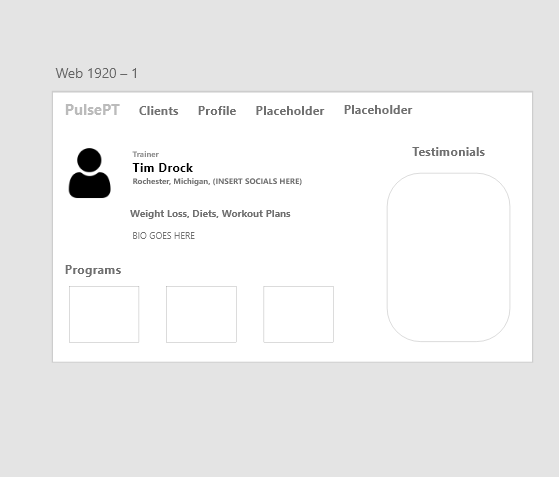 Web 1920 – 1
PulsePT Clients Profile Placeholder Placeholder
Trainer
Tim Drock
Rochester, Michigan, (INSERT SOCIALS HERE)
Weight Loss, Diets, Workout Plans
BIO GOES HERE
Programs
Testimonials